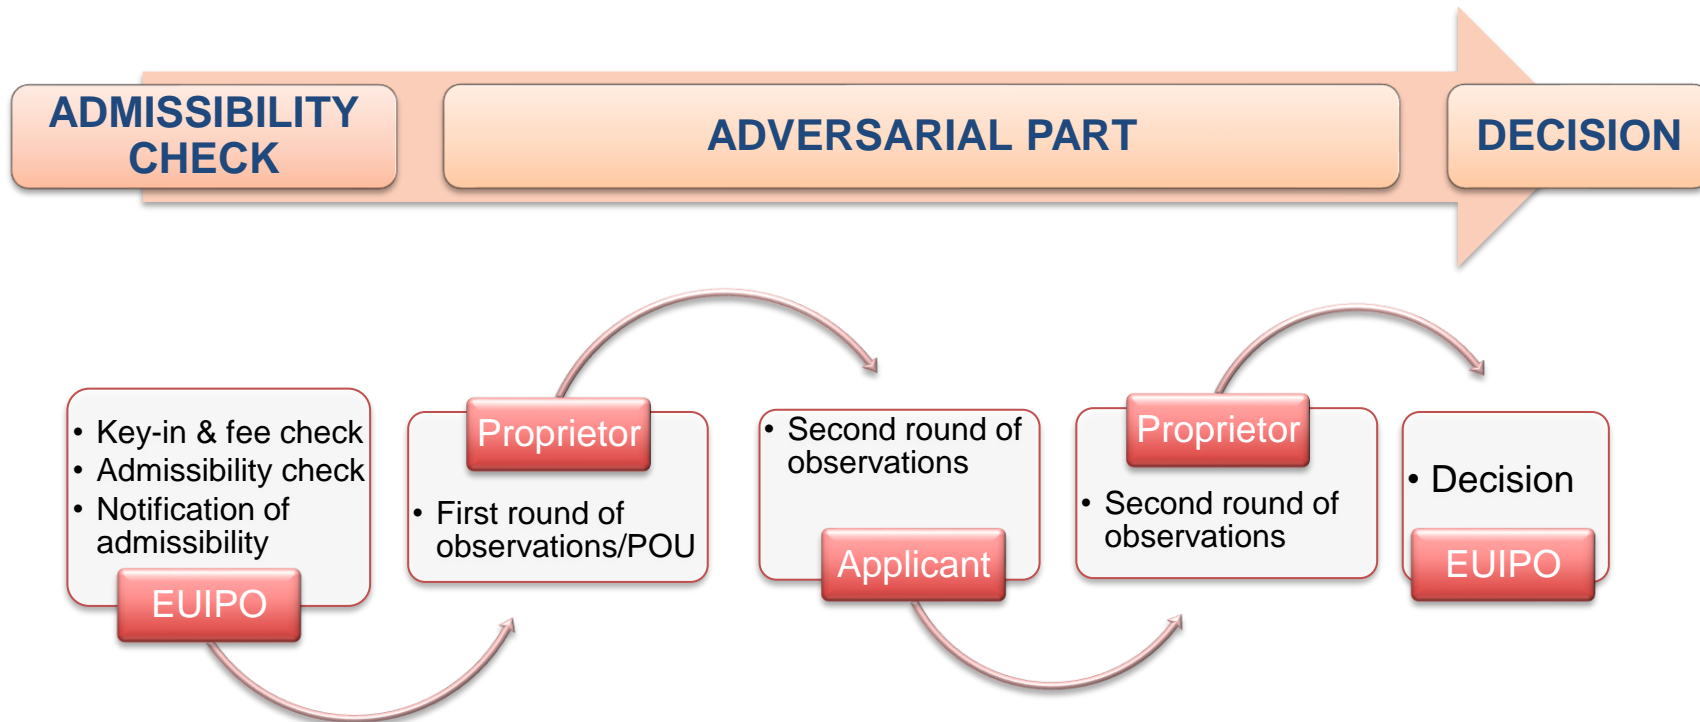 ADMISSIBILITY
CHECK
ADVERSARIAL PART
DECISION
• Key-in & fee check
• Admissibility check
• Notification of
admissibility
EUIPO
Proprietor
• First round of
observations/POU
• Second round of
observations
Applicant
Proprietor
• Second round of
observations
• Decision
EUIPO